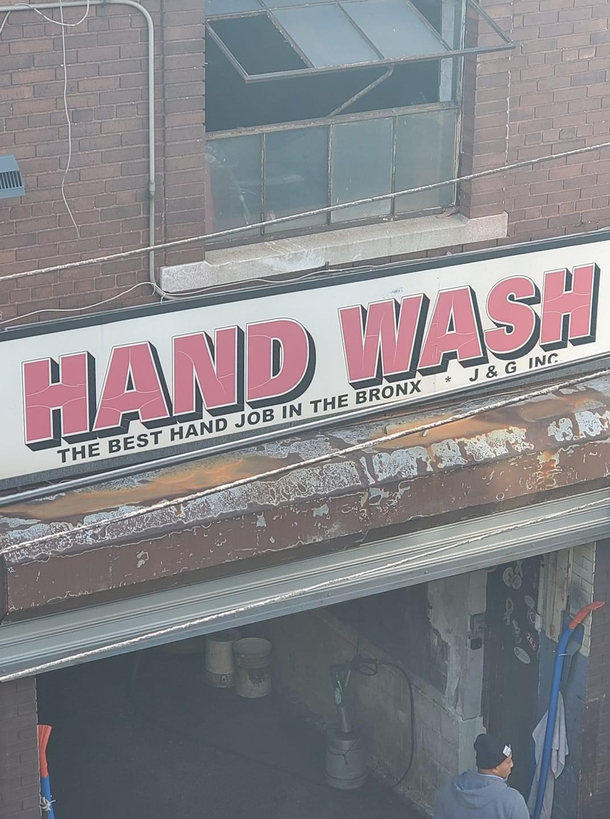 HAND WASH
THE BEST HAND JOB IN THE BRONX * J & G INC